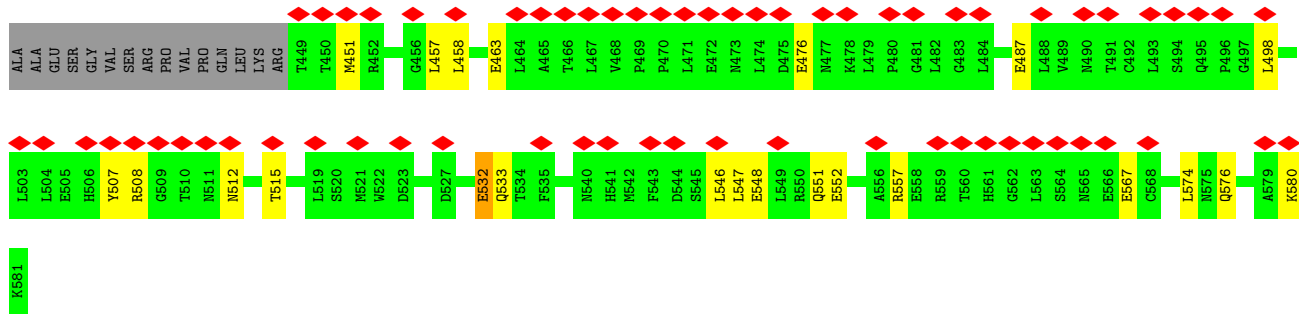 ALA ALA GLU SER GLY VAL SER ARG PRO VAL PRO GLN LEU LYS ARG T449 T450 M451 R452 G456 L457 L458 E463 L464 A465 T466 L467 V468 P469 P470 L471 E472 N473 L474 D475 E476 N477 K478 L479 P480 G481 L482 G483 L484 E487 L488 V489 N490 T491 C492 L493 S494 Q495 P496 G497 L498
L503 L504 E505 H506 Y507 R508 G509 T510 N511 N512 T515 L519 S520 M521 W522 D523 D527 E532 Q533 T534 F535 N540 H541 M542 F543 D544 S545 L546 L547 E548 L549 R550 Q551 E552 A556 R557 E558 R559 T560 H561 G562 L563 S564 N565 E566 E567 C568 L574 N575 Q576 A579 K580
K581